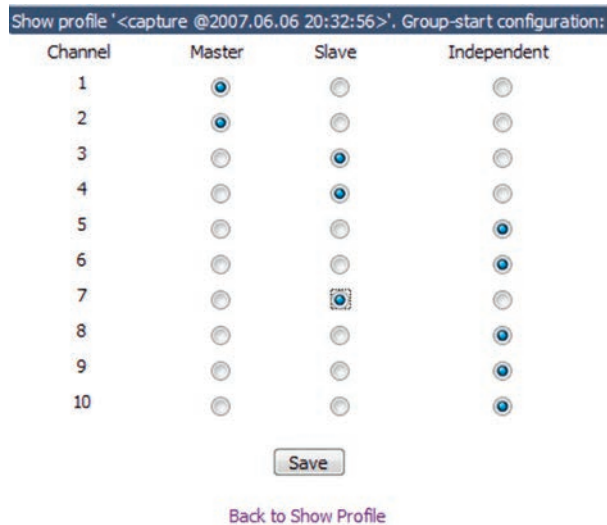 Show profile '<capture @2007.06.06 20:32:56>'. Group-start configuration:
Channel Master Slave Independent
1
2
3
4
5
6
7
8
9
10
Save
Back to Show Profile